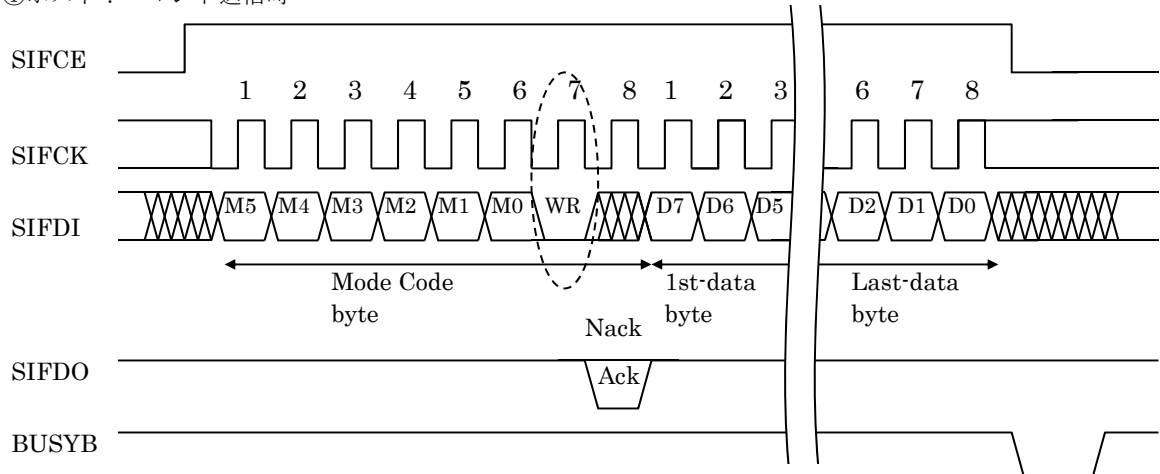 SIFCE
1 2 3 4 5 6 7 8 1 2 3 6 7 8
SIFCK
SIFDI M5 M4 M3 M2 M1 M0 WR D7 D6 D5 D2 D1 D0
Mode Code byte
1st-data byte
Last-data byte
Nack
SIFDO Ack
BUSYB